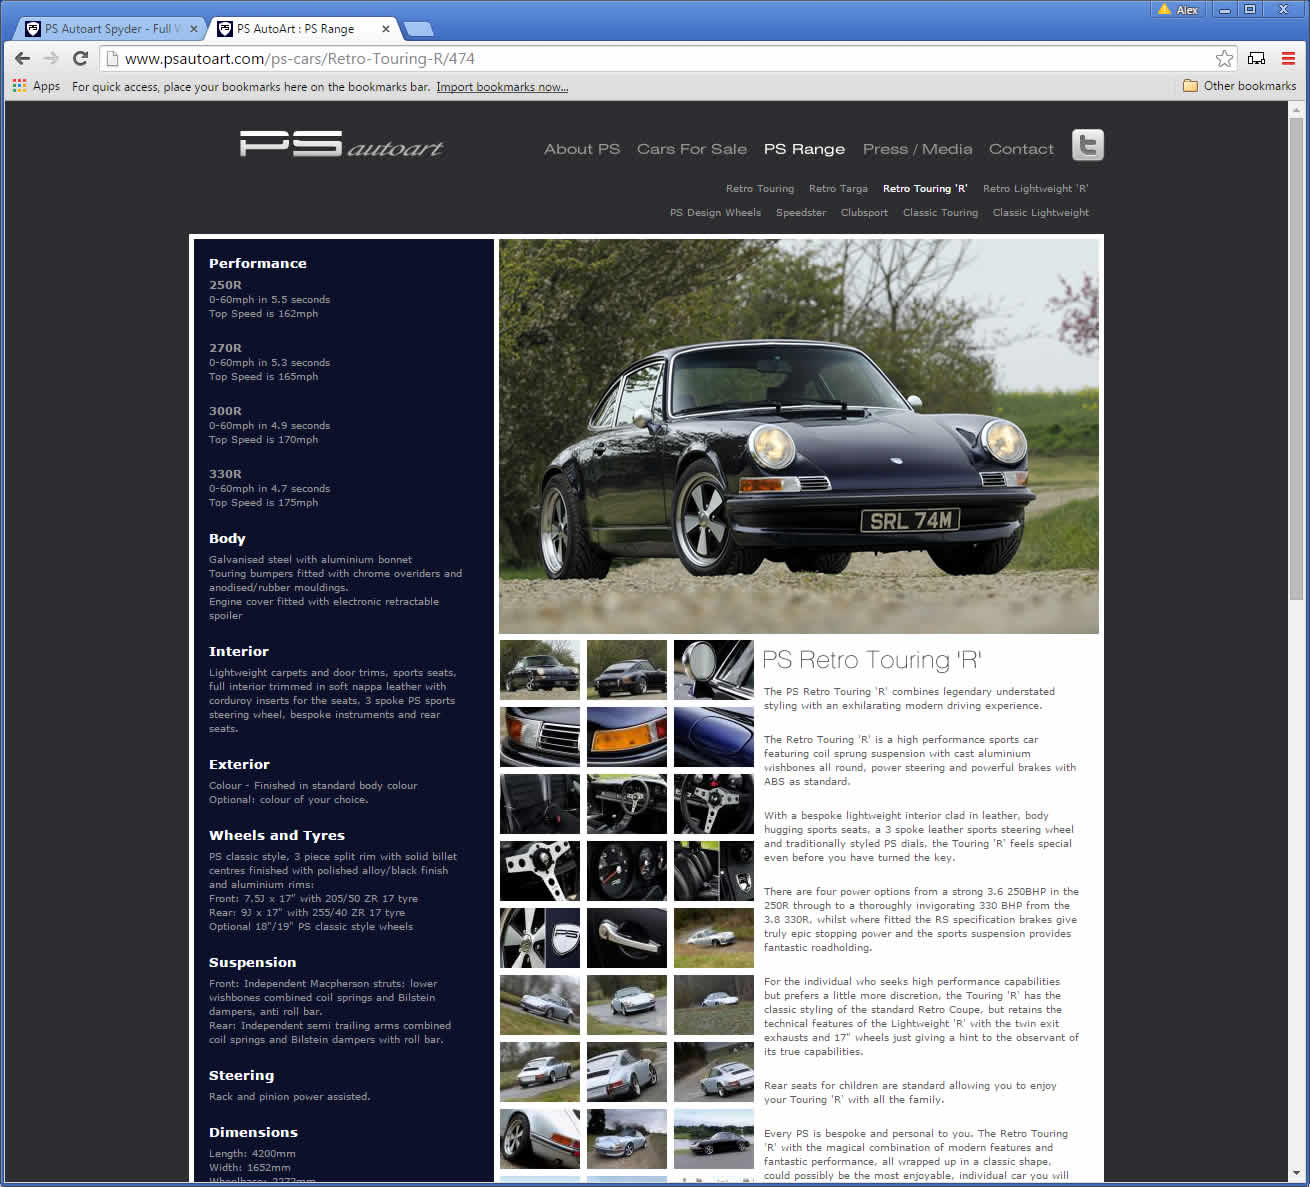 Alex
PS Autoart Spyder - Full
PS AutoArt : PS Range
www.psautoart.com/ps-cars/Retro-Touring-R/474
Apps
For quick access, place your bookmarks here on the bookmarks bar. Import bookmarks now...
Other bookmarks
PS autoart
About PS
Cars For Sale
PS Range
Press / Media
Contact
Retro Touring
Retro Targa
Retro Touring 'R'
Retro Lightweight 'R'
PS Design Wheels
Speedster
Clubsport
Classic Touring
Classic Lightweight
Performance
250R
0-60mph in 5.5 seconds
Top Speed is 162mph
270R
0-60mph in 5.3 seconds
Top Speed is 165mph
300R
0-60mph in 4.9 seconds
Top Speed is 170mph
330R
0-60mph in 4.7 seconds
Top Speed is 175mph
Body
Galvanised steel with aluminium bonnet
Touring bumpers fitted with chrome overiders and
anodised/rubber mouldings.
Engine cover fitted with electronic retractable
spoiler
Interior
Lightweight carpets and door trims, sports seats,
full interior trimmed in soft nappa leather with
corduroy inserts for the seats, 3 spoke PS sports
steering wheel, bespoke instruments and rear
seats.
Exterior
Colour - Finished in standard body colour
Optional: colour of your choice.
Wheels and Tyres
PS classic style, 3 piece split rim with solid billet
centres finished with polished alloy/black finish
and aluminium rims:
Front: 7.5J x 17" with 205/50 ZR 17 tyre
Rear: 9J x 17" with 255/40 ZR 17 tyre
Optional 18"/19" PS classic style wheels
Suspension
Front: Independent Macpherson struts: lower
wishbones combined coil springs and Bilstein
dampers, anti roll bar.
Rear: Independent semi trailing arms combined
coil springs and Bilstein dampers with roll bar.
Steering
Rack and pinion power assisted.
Dimensions
Length: 4200mm
Width: 1652mm
Wheelbase: 2272mm
SRL 74M
PS Retro Touring 'R'
The PS Retro Touring 'R' combines legendary understated
styling with an exhilarating modern driving experience.
The Retro Touring 'R' is a high performance sports car
featuring coil sprung suspension with cast aluminium
wishbones all round, power steering and powerful brakes with
ABS as standard.
With a bespoke lightweight interior clad in leather, body
hugging sports seats, a 3 spoke leather sports steering wheel
and traditionally styled PS dials, the Touring 'R' feels special
even before you have turned the key.
There are four power options from a strong 3.6 250BHP in the
250R through to a thoroughly invigorating 330 BHP from the
3.8 330R, whilst where fitted the RS specification brakes give
truly epic stopping power and the sports suspension provides
fantastic roadholding.
For the individual who seeks high performance capabilities
but prefers a little more discretion, the Touring 'R' has the
classic styling of the standard Retro Coupe, but retains the
technical features of the Lightweight 'R' with the twin exit
exhausts and 17" wheels just giving a hint to the observant of
its true capabilities.
Rear seats for children are standard allowing you to enjoy
your Touring 'R' with all the family.
Every PS is bespoke and personal to you. The Retro Touring
'R' with the magical combination of modern features and
fantastic performance, all wrapped up in a classic shape,
could possibly be the most enjoyable, individual car you will